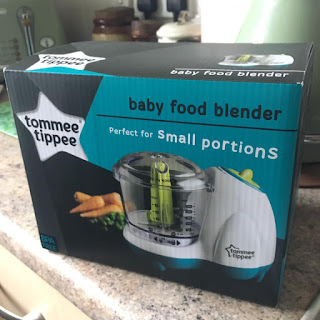 tommee
tippee
baby food blender
tommee
tippee
baby food blender
Perfect for small portions
tommee
tippee